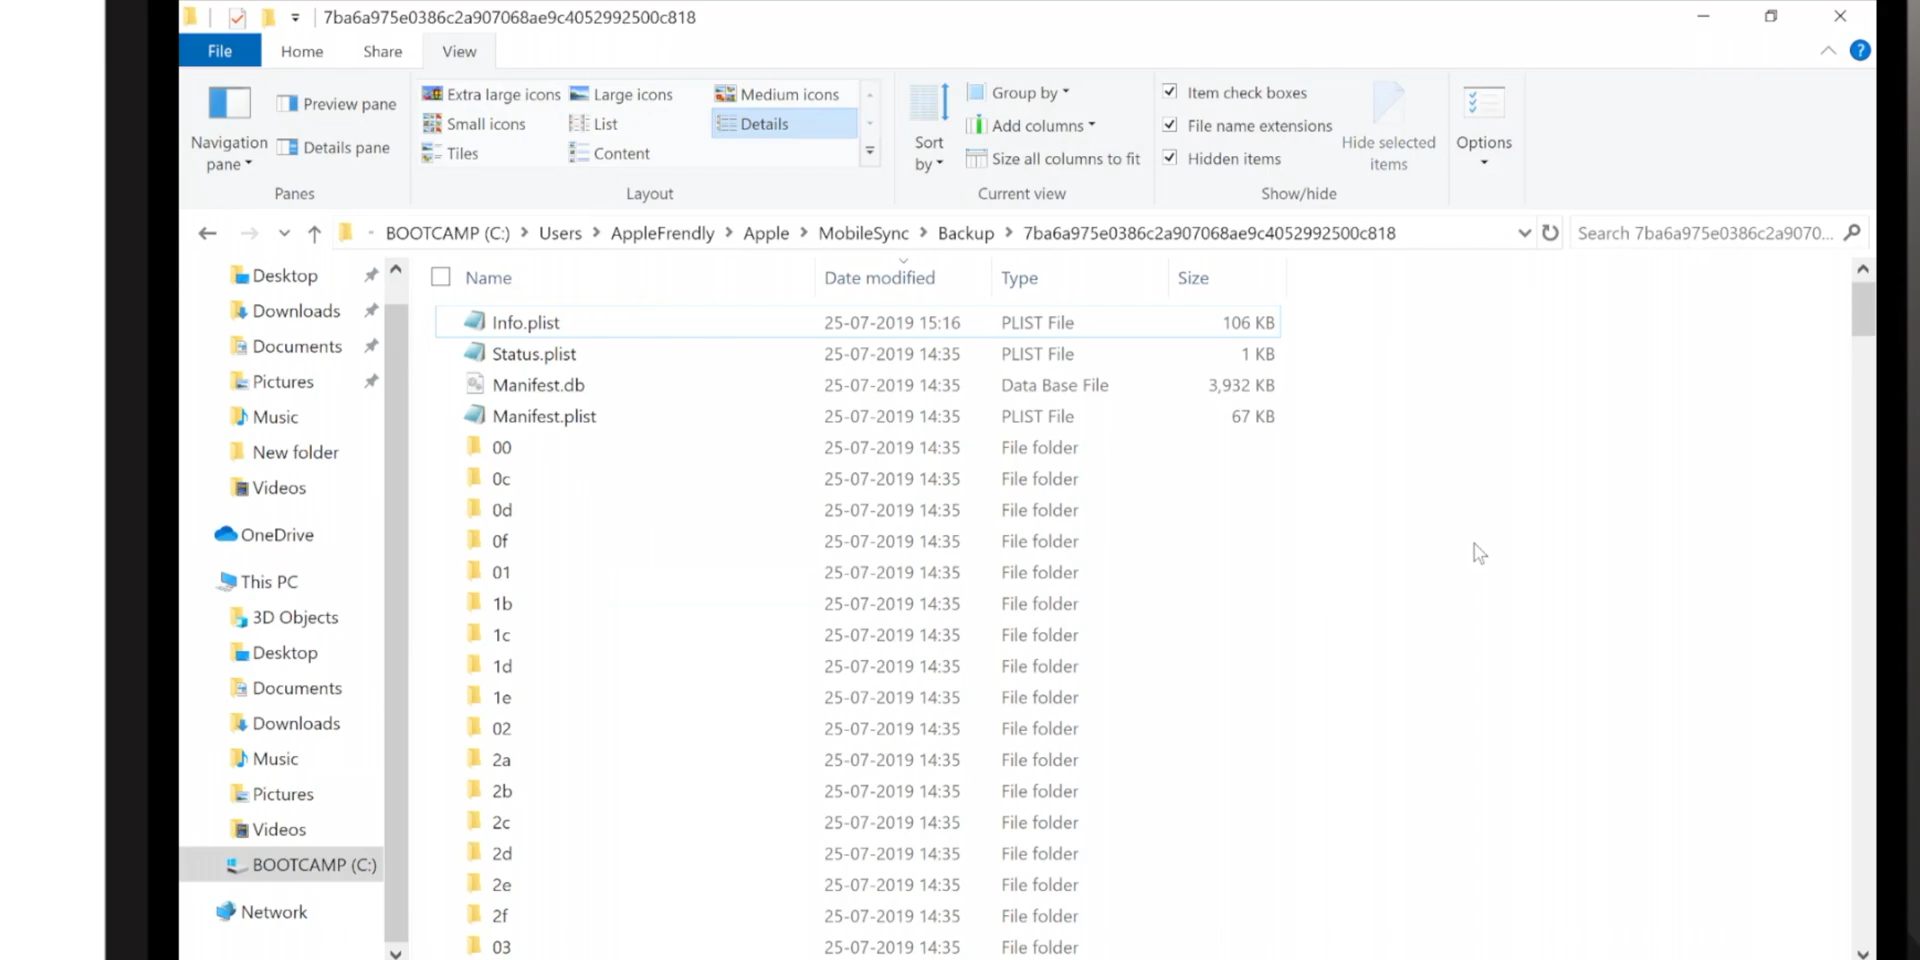 7ba6a975e0386c2a907068ae9c4052992500c818
File Home Share View
?
Navigation pane
Preview pane
Details pane
Panes
Extra large icons Large icons Medium icons
Small icons List Details
Tiles Content
Layout
Sort by
Group by
Add columns
Size all columns to fit
Current view
Item check boxes
File name extensions
Hidden items
Hide selected items
Show/hide
Options
BOOTCAMP (C:) Users AppleFrendly Apple MobileSync Backup 7ba6a975e0386c2a907068ae9c4052992500c818
Search 7ba6a975e0386c2a9070...
Desktop
Downloads
Documents
Pictures
Music
New folder
Videos
OneDrive
This PC
3D Objects
Desktop
Documents
Downloads
Music
Pictures
Videos
BOOTCAMP (C:)
Network
Name Date modified Type Size
Info.plist 25-07-2019 15:16 PLIST File 106 KB
Status.plist 25-07-2019 14:35 PLIST File 1 KB
Manifest.db 25-07-2019 14:35 Data Base File 3,932 KB
Manifest.plist 25-07-2019 14:35 PLIST File 67 KB
00 25-07-2019 14:35 File folder
0c 25-07-2019 14:35 File folder
0d 25-07-2019 14:35 File folder
0f 25-07-2019 14:35 File folder
01 25-07-2019 14:35 File folder
1b 25-07-2019 14:35 File folder
1c 25-07-2019 14:35 File folder
1d 25-07-2019 14:35 File folder
1e 25-07-2019 14:35 File folder
02 25-07-2019 14:35 File folder
2a 25-07-2019 14:35 File folder
2b 25-07-2019 14:35 File folder
2c 25-07-2019 14:35 File folder
2d 25-07-2019 14:35 File folder
2e 25-07-2019 14:35 File folder
2f 25-07-2019 14:35 File folder
03 25-07-2019 14:35 File folder